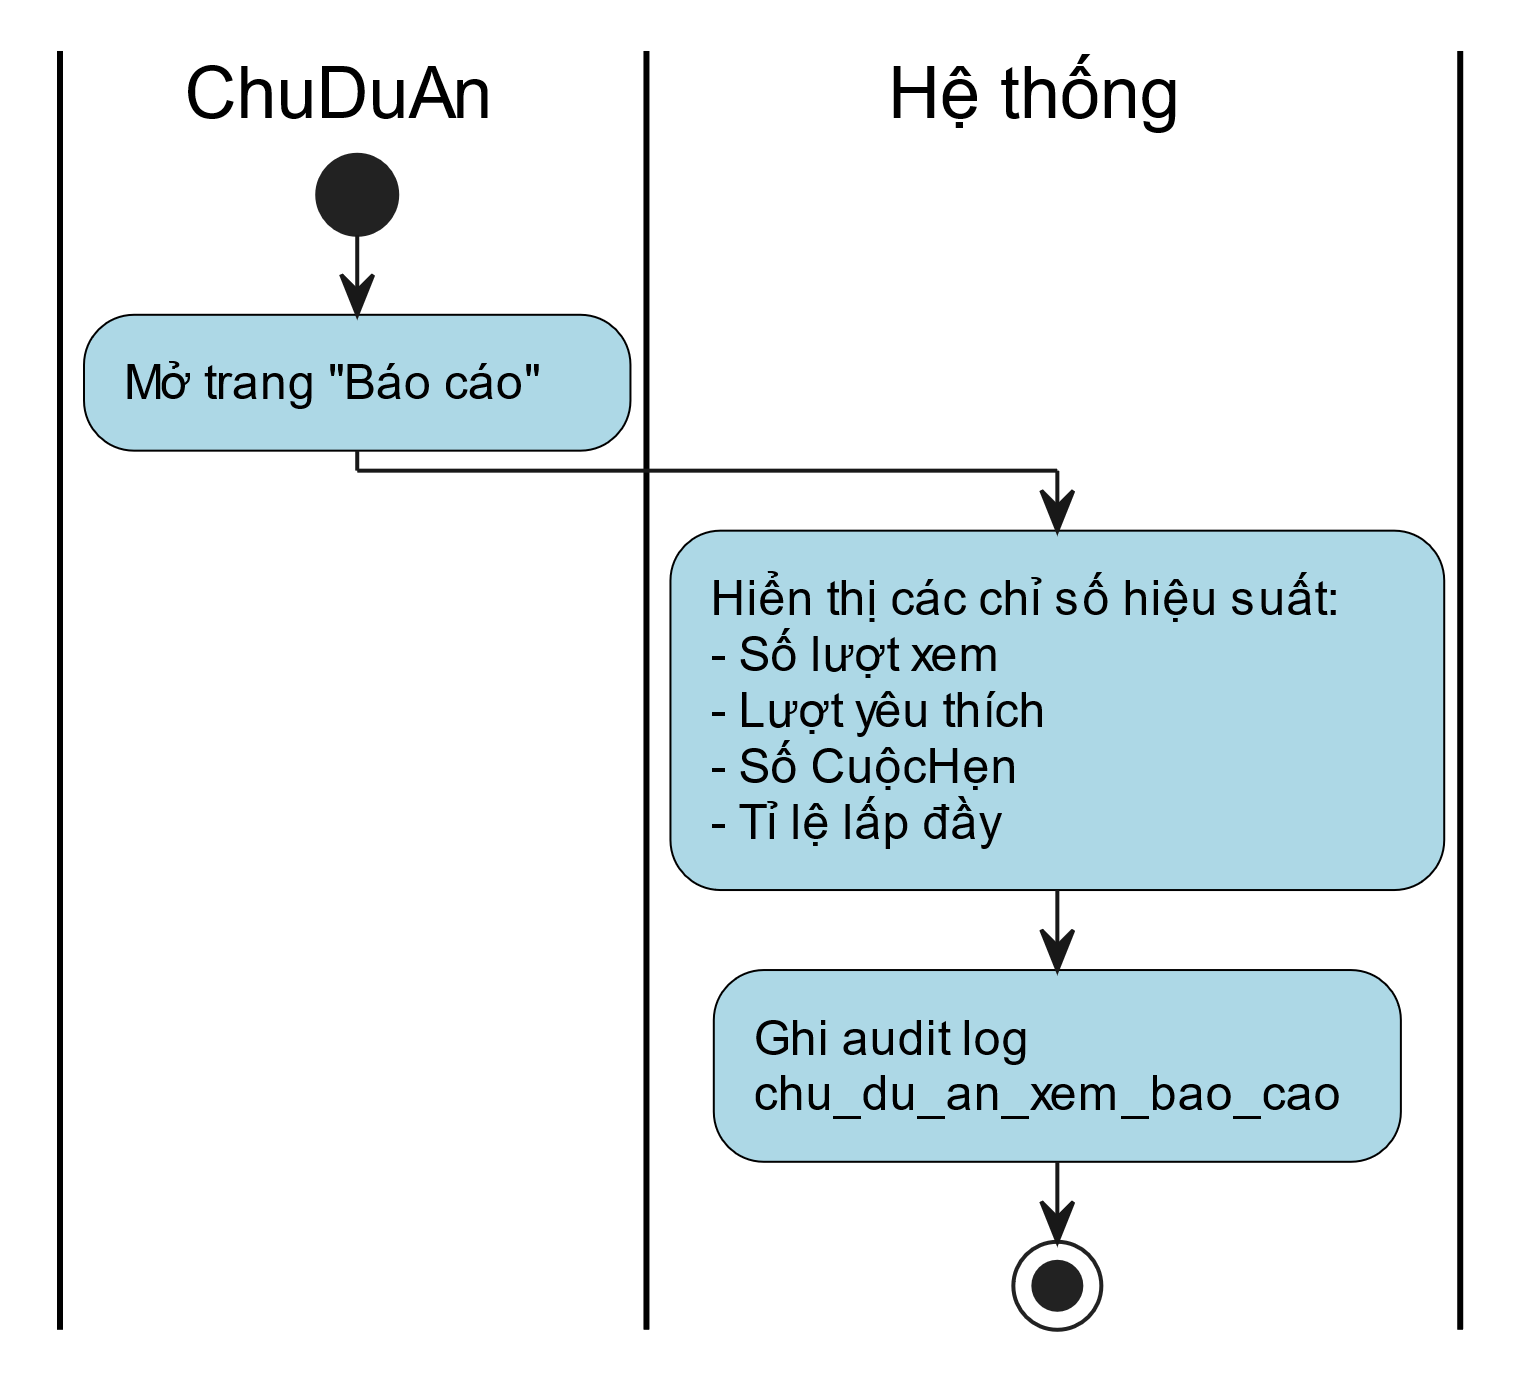 ChuDuAn
Hệ thống
Mở trang "Báo cáo"
Hiển thị các chỉ số hiệu suất:
- Số lượt xem
- Lượt yêu thích
- Số CuộcHẹn
- Tỉ lệ lấp đầy
Ghi audit log
chu_du_an_xem_bao_cao